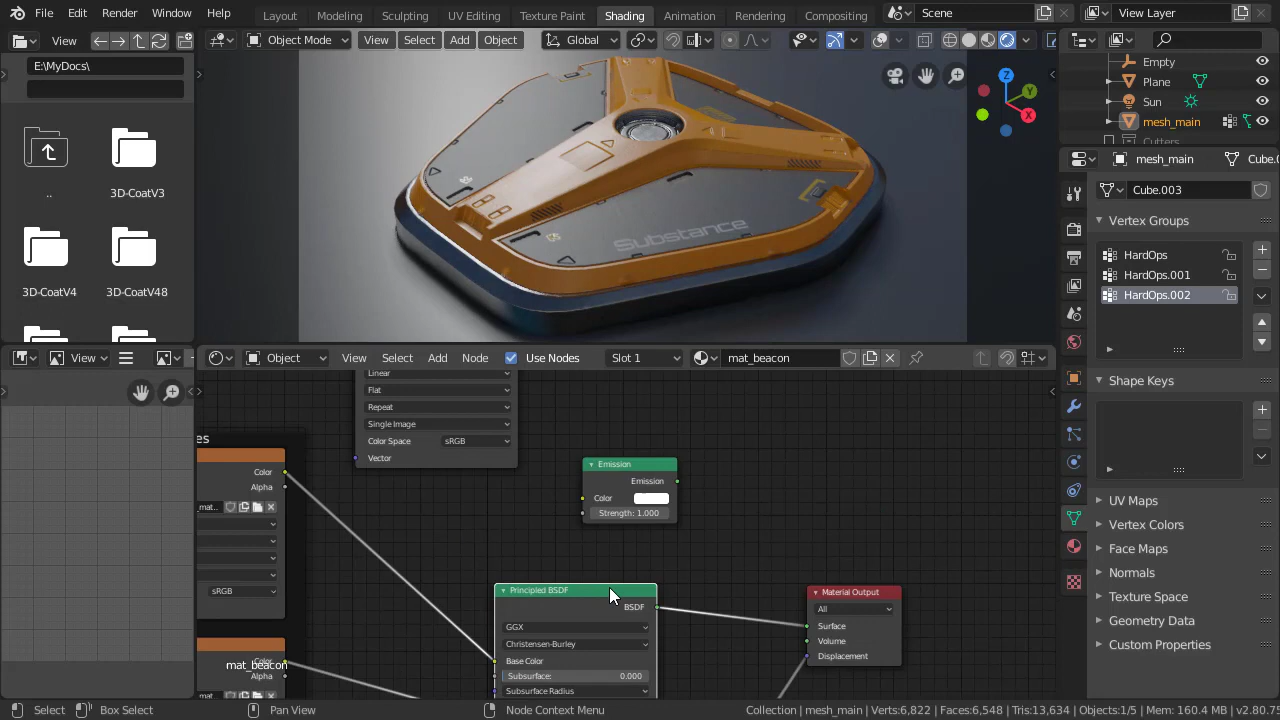 File Edit Render Window Help Layout Modeling Sculpting UV Editing Texture Paint Shading Animation Rendering Compositing Scene View Layer
View Object Mode View Select Add Object Global
E:\MyDocs\
Empty
Plane
Sun
mesh_main
Cutters
mesh_main Cube.
Cube.003
Vertex Groups
HardOps
HardOps.001
HardOps.002
Shape Keys
UV Maps
Vertex Colors
Face Maps
Normals
Texture Space
Geometry Data
Custom Properties
..
3D-CoatV3
3D-CoatV4
3D-CoatV48
Z
Y
X
Substance
View
Object View Select Add Node Use Nodes Slot 1 mat_beacon
Linear
Flat
Repeat
Single Image
Color Space sRGB
Vector
es
Color
Alpha
_mat..
sRGB
Color
Alpha
mat_beacon
Emission
Emission
Color
Strength: 1.000
Principled BSDF
BSDF
GGX
Christensen-Burley
Base Color
Subsurface: 0.000
Subsurface Radius
Material Output
All
Surface
Volume
Displacement
Select Box Select Pan View Node Context Menu Collection | mesh_main | Verts:6,822 | Faces:6,548 | Tris:13,634 | Objects:1/5 | Mem: 160.4 MB | v2.80.75